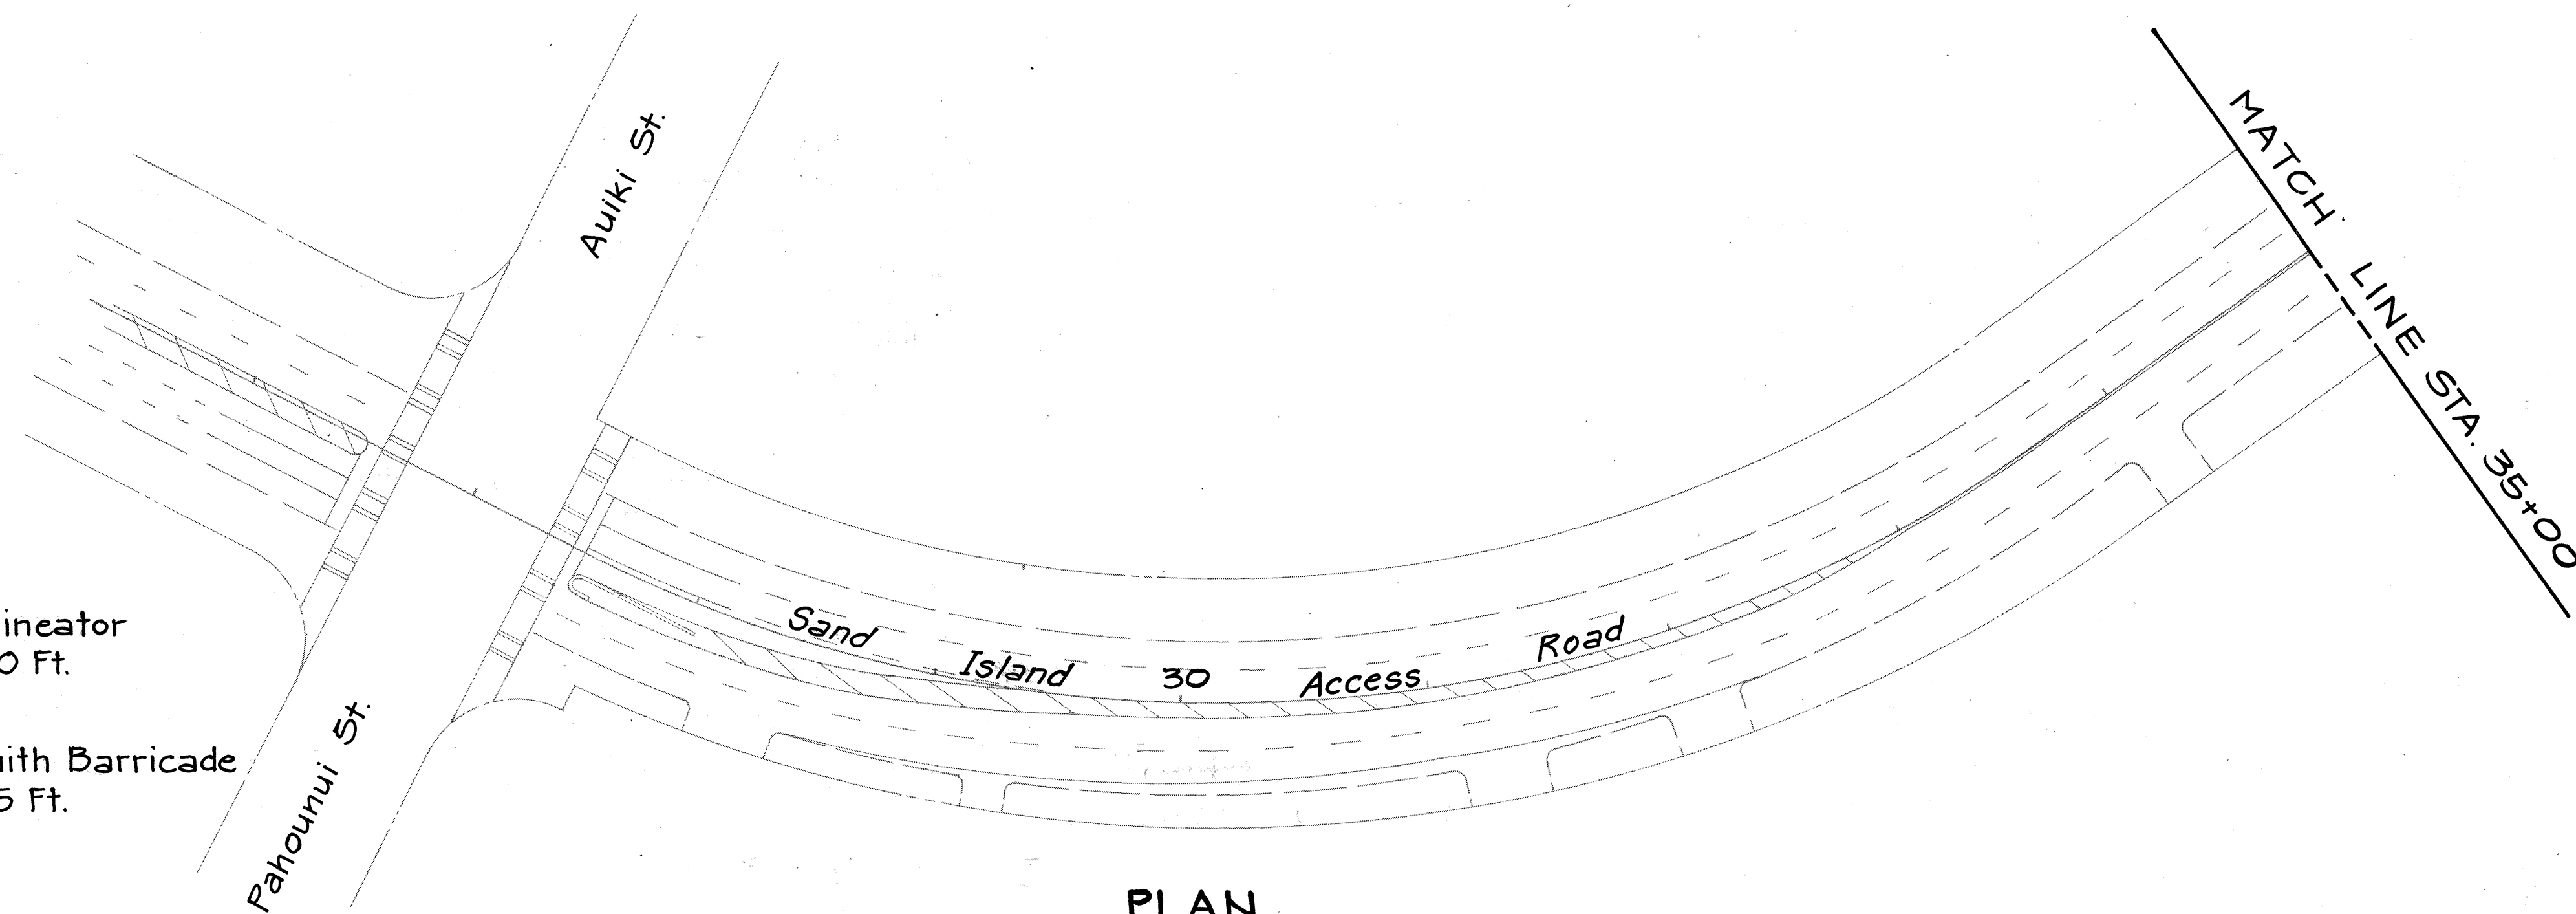 Auiki St.
MATCH LINE STA. 35+00
Sand Island 30 Access Road
ineator
0 Ft.
ith Barricade
5 Ft.
Pahounui St.
PLAN